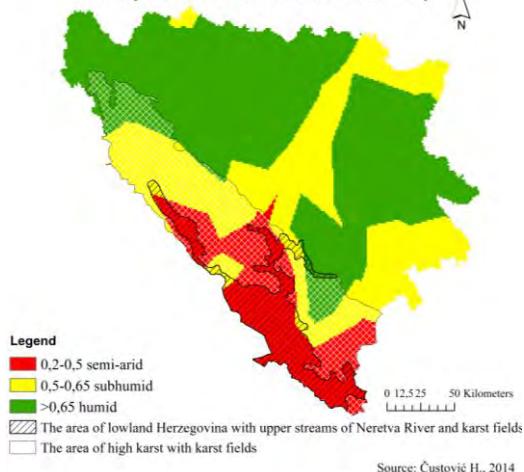 N
Legend
0,2-0,5 semi-arid
0,5-0,65 subhumid
>0,65 humid
The area of lowland Herzegovina with upper streams of Neretva River and karst fields
The area of high karst with karst fields
0 12,5 25 50 Kilometers
Source: Čustović H., 2014